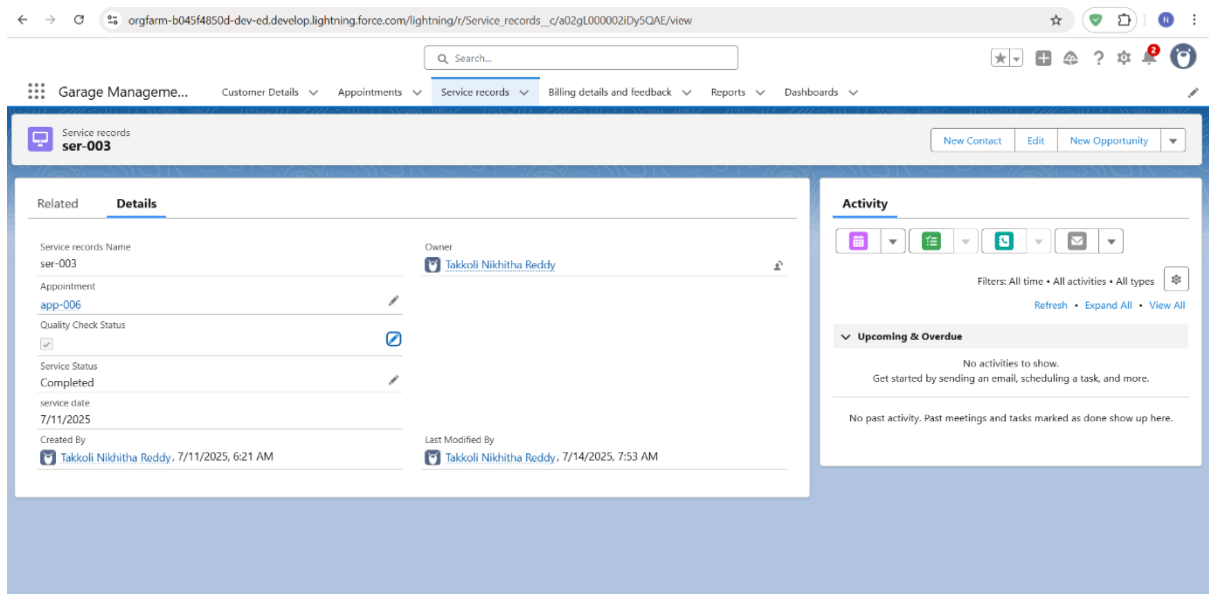 orgfarm-b045f4850d-dev-ed.develop.lightning.force.com/lightning/r/Service_records__c/a02gL000002iDy5QAE/view
N
Search...
2
Garage Manageme...
Customer Details
Appointments
Service records
Billing details and feedback
Reports
Dashboards
Service records
ser-003
New Contact
Edit
New Opportunity
Related
Details
Service records Name
ser-003
Owner
Takkoli Nikhitha Reddy
Appointment
app-006
Quality Check Status
Service Status
Completed
service date
7/11/2025
Created By
Takkoli Nikhitha Reddy, 7/11/2025, 6:21 AM
Last Modified By
Takkoli Nikhitha Reddy, 7/14/2025, 7:53 AM
Activity
Filters: All time • All activities • All types
Refresh • Expand All • View All
Upcoming & Overdue
No activities to show.
Get started by sending an email, scheduling a task, and more.
No past activity. Past meetings and tasks marked as done show up here.